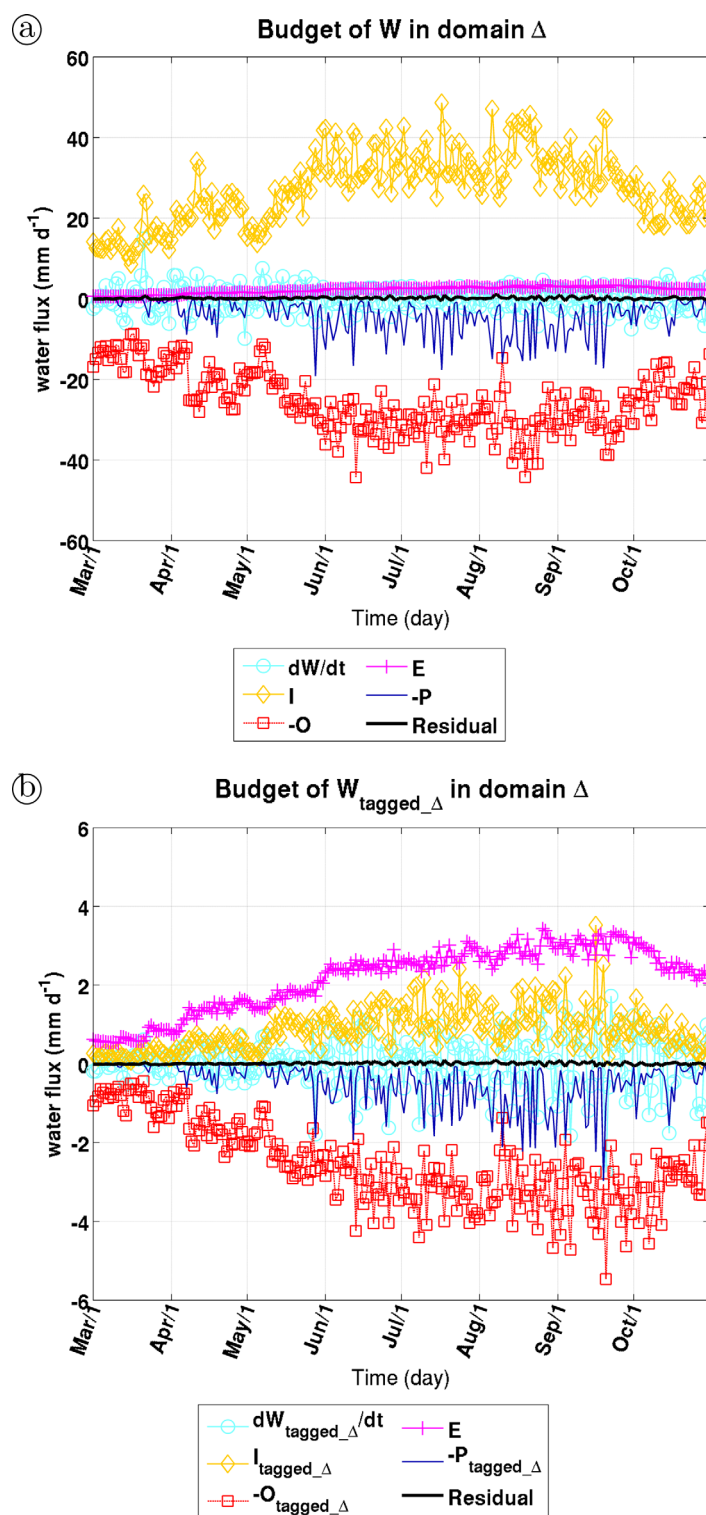 a Budget of W in domain Δ
60
40
20
0
-20
-40
-60
water flux (mm d⁻¹)
Mar/1 Apr/1 May/1 Jun/1 Jul/1 Aug/1 Sep/1 Oct/1
Time (day)
dW/dt E
I -P
-O Residual
b Budget of W_tagged_Δ in domain Δ
6
4
2
0
-2
-4
-6
water flux (mm d⁻¹)
Mar/1 Apr/1 May/1 Jun/1 Jul/1 Aug/1 Sep/1 Oct/1
Time (day)
dW_tagged_Δ/dt E
I_tagged_Δ -P_tagged_Δ
-O_tagged_Δ Residual